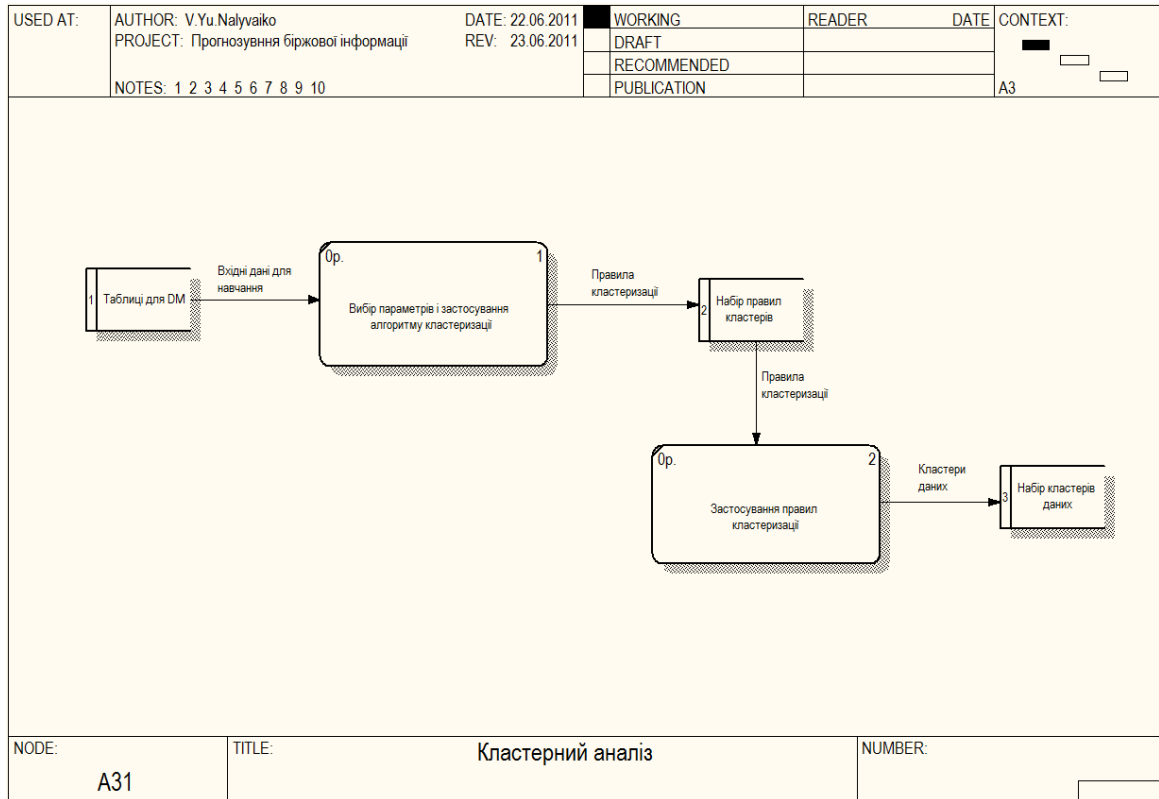 USED AT:
AUTHOR: V.Yu.Nalyvaiko
DATE: 22.06.2011
PROJECT: Прогнозувння біржової інформації
REV: 23.06.2011
NOTES: 1 2 3 4 5 6 7 8 9 10
WORKING
DRAFT
RECOMMENDED
PUBLICATION
READER
DATE
CONTEXT:
A3
1
Таблиці для DM
Вхідні дані для
навчання
0р.
1
Вибір параметрів і застосування
алгоритму кластеризації
Правила
кластеризації
2
Набір правил
кластерів
Правила
кластеризації
0р.
2
Застосування правил
кластеризації
Кластери
даних
3
Набір кластерів
даних
NODE:
A31
TITLE:
Кластерний аналіз
NUMBER: